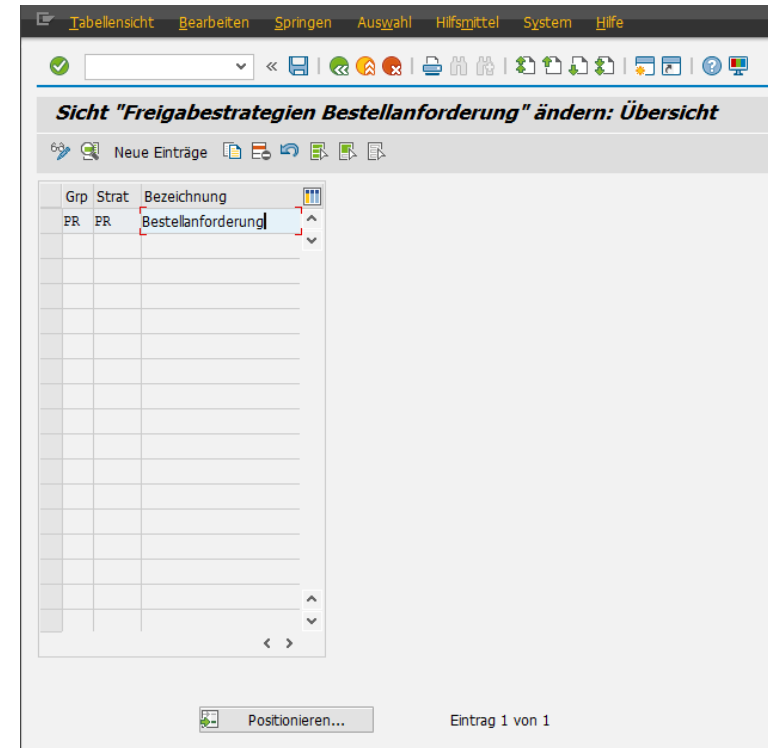 Tabellensicht Bearbeiten Springen Auswahl Hilfsmittel System Hilfe
Sicht "Freigabestrategien Bestellanforderung" ändern: Übersicht
Neue Einträge
Grp Strat Bezeichnung
PR PR Bestellanforderung
Positionieren... Eintrag 1 von 1